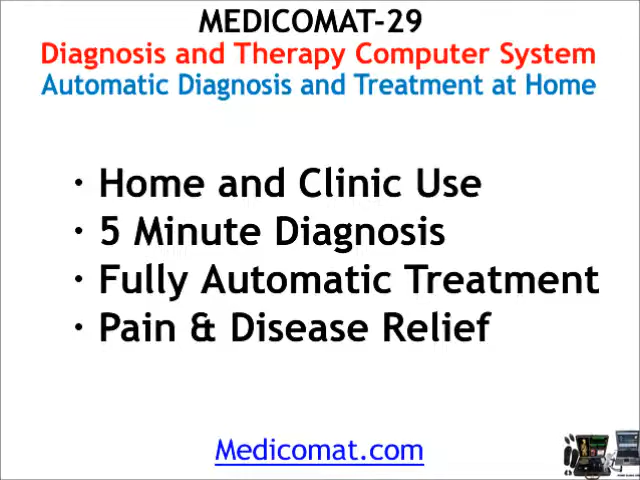 MEDICOMAT-29
Diagnosis and Therapy Computer System
Automatic Diagnosis and Treatment at Home
· Home and Clinic Use
· 5 Minute Diagnosis
· Fully Automatic Treatment
· Pain & Disease Relief
Medicomat.com